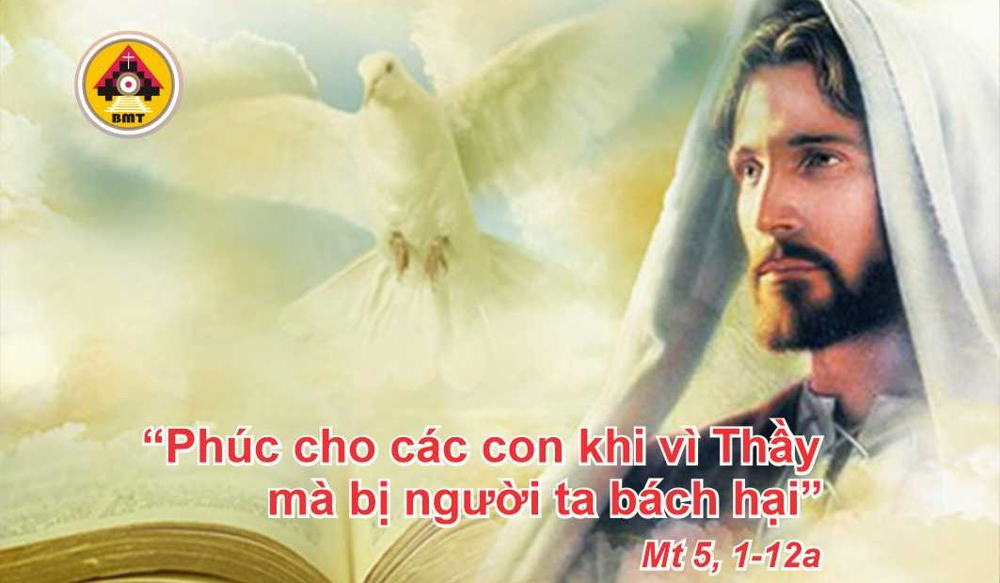 BMT
“Phúc cho các con khi vì Thầy
mà bị người ta bách hại”
Mt 5, 1-12a